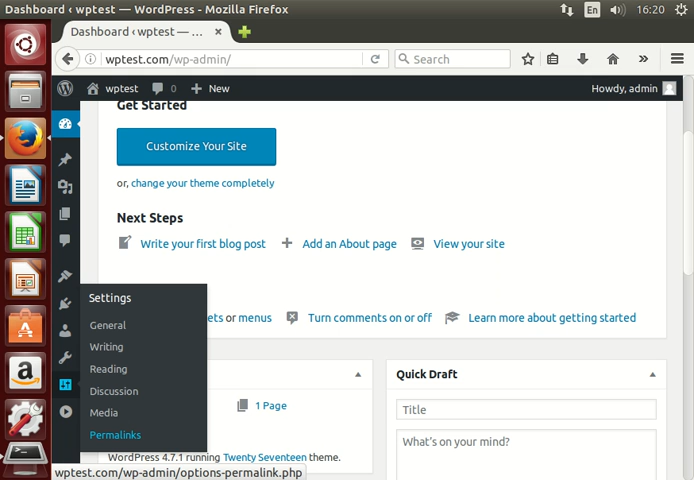 Dashboard ‹ wptest — WordPress - Mozilla Firefox
En
16:20
Dashboard ‹ wptest — ...
wptest.com/wp-admin/
Search
wptest
0
New
Howdy, admin
Get Started
Customize Your Site
or, change your theme completely
Next Steps
Write your first blog post
Add an About page
View your site
ets or menus
Turn comments on or off
Learn more about getting started
Settings
General
Writing
Reading
Discussion
Media
Permalinks
Quick Draft
1 Page
Title
What's on your mind?
WordPress 4.7.1 running Twenty Seventeen theme.
wptest.com/wp-admin/options-permalink.php